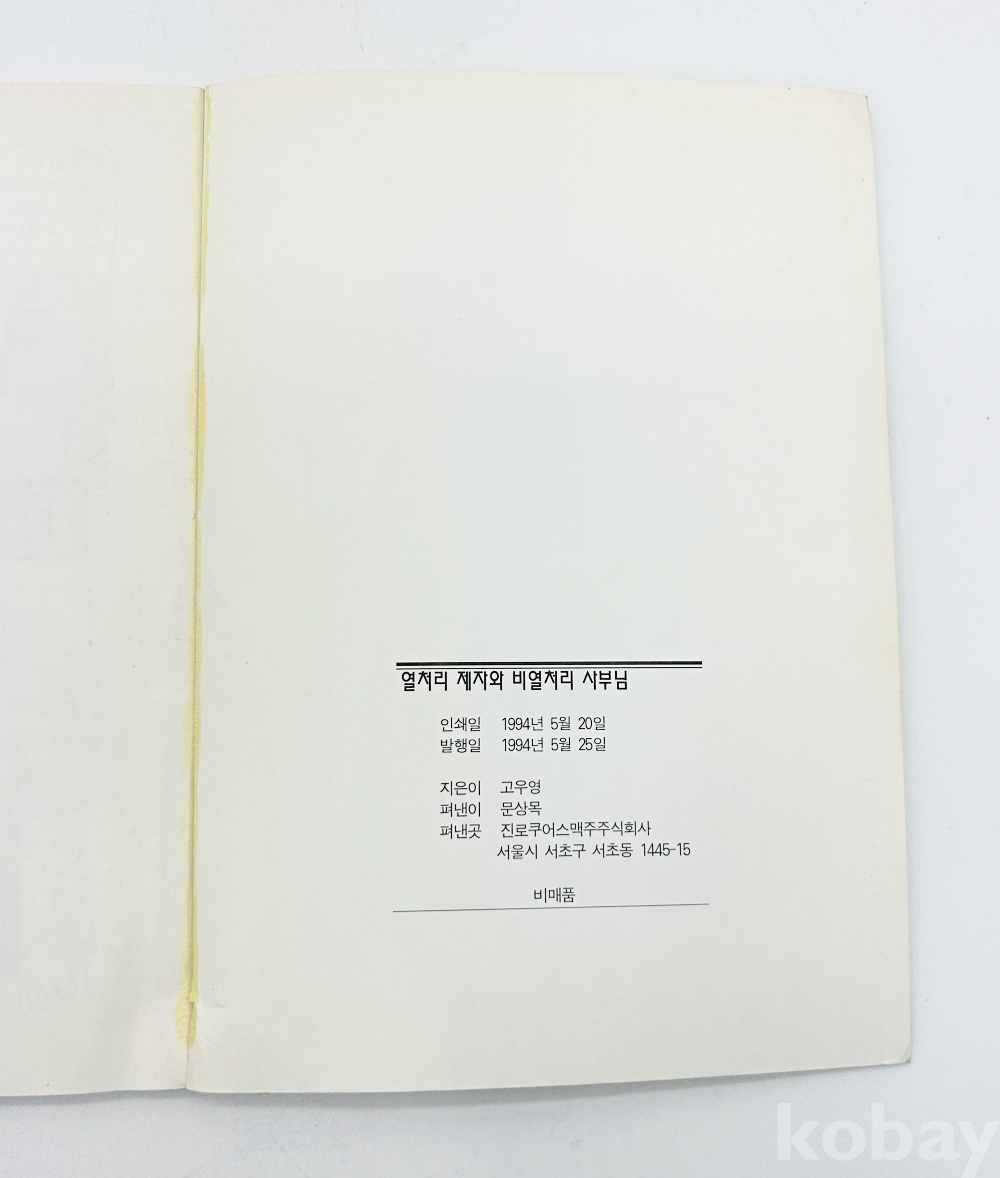 열처리 제자와 비열처리 사부님
인쇄일 1994년 5월 20일
발행일 1994년 5월 25일
지은이 고우영
펴낸이 문상목
펴낸곳 진로쿠어스맥주주식회사
서울시 서초구 서초동 1445-15
비매품
kobay